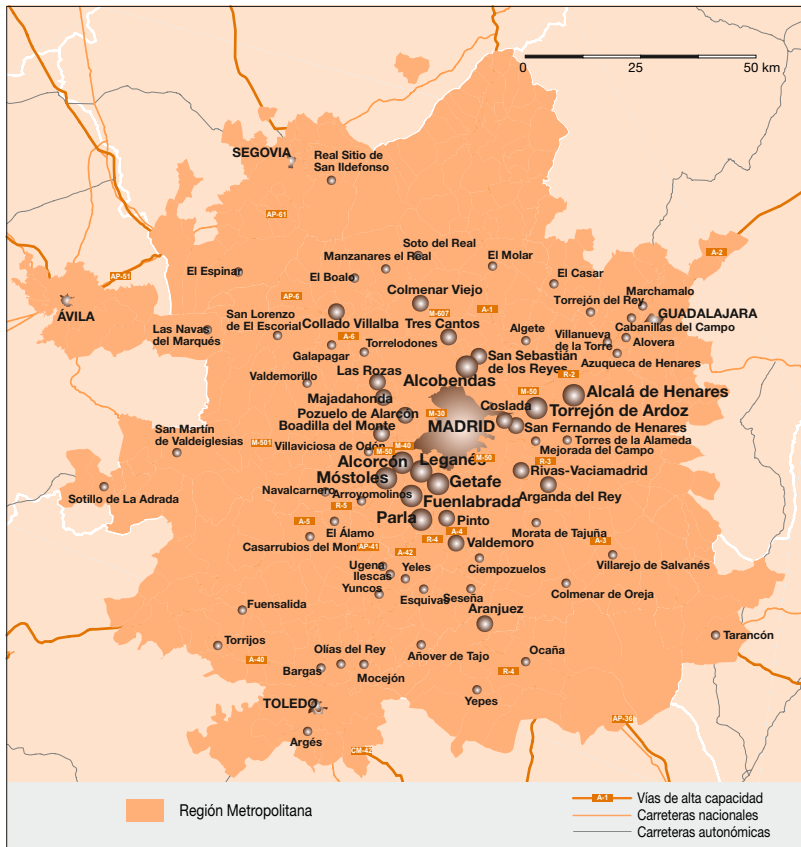 0
25
50 km
SEGOVIA
Real Sitio de
San Ildefonso
AP-61
Soto del Real
A-2
Manzanares el Real
El Molar
El Espinar
El Boalo
AP-51
El Casar
Colmenar Viejo
Marchamalo
AP-6
ÁVILA
San Lorenzo
de El Escorial
M-607
A-1
Torrejón del Rey
GUADALAJARA
Las Navas
del Marqués
Collado Villalba
Tres Cantos
Algete
Cabanillas del Campo
A-6
Villanueva
de la Torre
Alovera
Galapagar
Torrelodones
San Sebastián
de los Reyes
Azuqueca de Henares
Valdemorillo
Las Rozas
Alcobendas
R-2
Majadahonda
M-50
Alcalá de Henares
Pozuelo de Alarcón
M-30
Coslada
Torrejón de Ardoz
Boadilla del Monte
MADRID
San Fernando de Henares
San Martín
de Valdeiglesias
M-501
Villaviciosa de Odón
M-40
Torres de la Alameda
M-50
Mejorada del Campo
Alcorcón
Leganés
M-50
R-3
Móstoles
Rivas-Vaciamadrid
Sotillo de La Adrada
Navalcarnero
Getafe
Arganda del Rey
Arroyomolinos
Fuenlabrada
R-5
Parla
Pinto
A-5
El Álamo
A-4
Morata de Tajuña
Casarrubios del Mon
AP-41
R-4
Valdemoro
A-3
A-42
Ciempozuelos
Villarejo de Salvanés
Ugena
Yeles
Illescas
Yuncos
Esquivas
Seseña
Colmenar de Oreja
Fuensalida
Aranjuez
Tarancón
Torrijos
Olías del Rey
Añover de Tajo
Ocaña
A-40
Bargas
Mocejón
R-4
TOLEDO
Yepes
AP-36
Argés
CM-42
Región Metropolitana
A-1
Vías de alta capacidad
Carreteras nacionales
Carreteras autonómicas